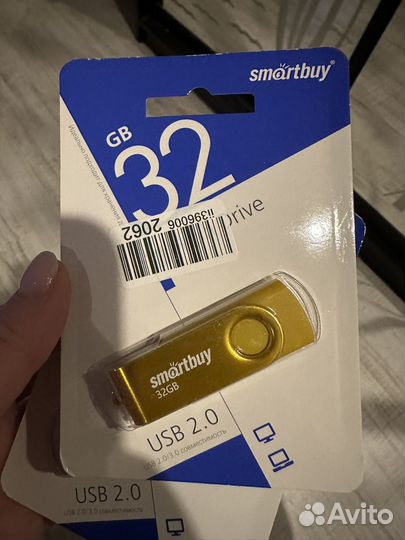 smartbuy
GB
32
Drive
ii396006 2062
smartbuy
32GB
USB 2.0
USB 2.0/3.0 совместимость
USB 2.0
USB 2.0/3.0 совместимость
Avito